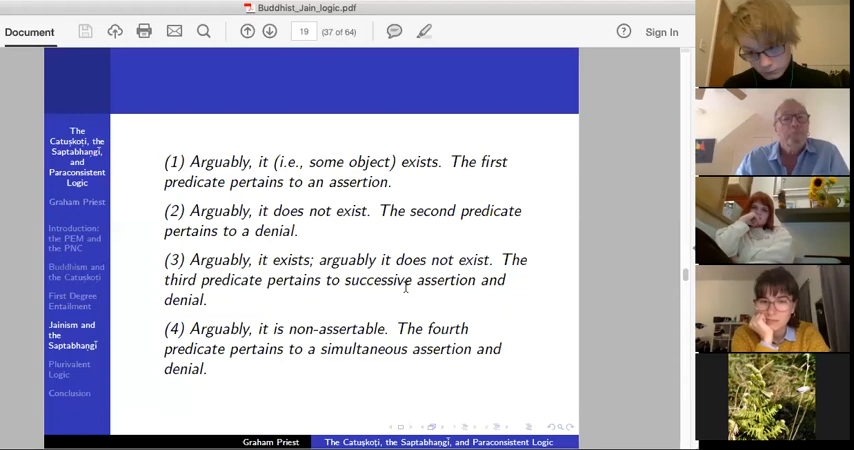 Buddhist_Jain_logic.pdf
Document
19
(37 of 64)
Sign In
The
Catuṣkoṭi, the
Saptabhaṅgī,
and
Paraconsistent
Logic
Graham Priest
Introduction:
the PEM and
the PNC
Buddhism and
the Catuskoti
First Degree
Entailment
Jainism and
the
Saptabhaṅgī
Plurivalent
Logic
Conclusion
(1) Arguably, it (i.e., some object) exists. The first
predicate pertains to an assertion.
(2) Arguably, it does not exist. The second predicate
pertains to a denial.
(3) Arguably, it exists; arguably it does not exist. The
third predicate pertains to successive assertion and
denial.
(4) Arguably, it is non-assertable. The fourth
predicate pertains to a simultaneous assertion and
denial.
Graham Priest
The Catuṣkoṭi, the Saptabhaṅgī, and Paraconsistent Logic